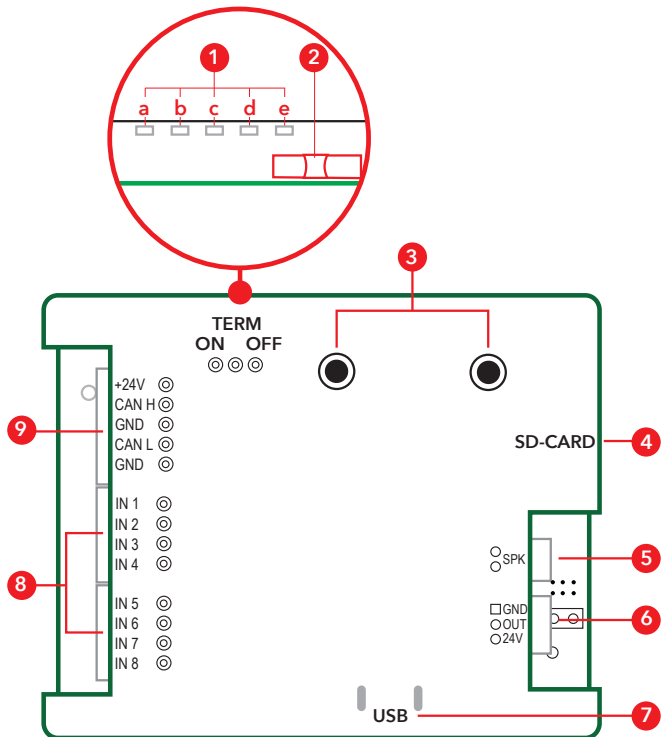 1 2
a b c d e
3
TERM
ON OFF
+24V
CAN H
GND
CAN L
GND
9
SD-CARD 4
IN 1
IN 2
IN 3
IN 4
8
IN 5
IN 6
IN 7
IN 8
SPK 5
GND
OUT
24V
6
USB 7